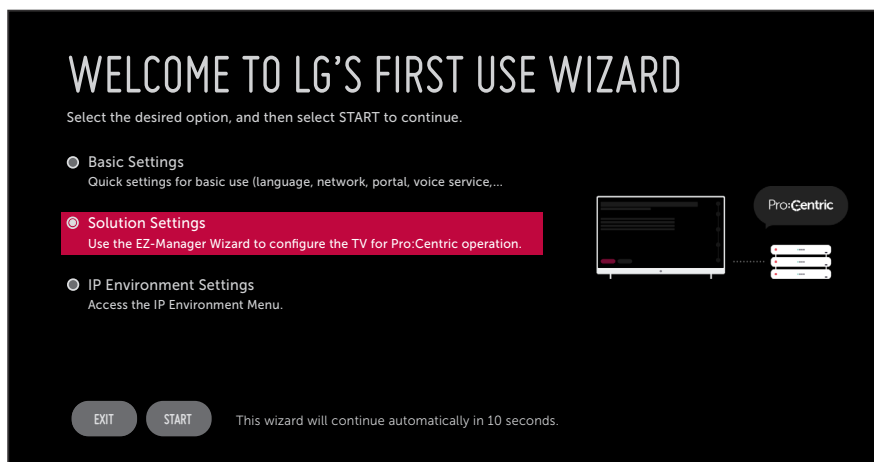 WELCOME TO LG'S FIRST USE WIZARD
Select the desired option, and then select START to continue.
Basic Settings
Quick settings for basic use (language, network, portal, voice service,...
Solution Settings
Use the EZ-Manager Wizard to configure the TV for Pro:Centric operation.
Pro:Centric
IP Environment Settings
Access the IP Environment Menu.
EXIT
START
This wizard will continue automatically in 10 seconds.